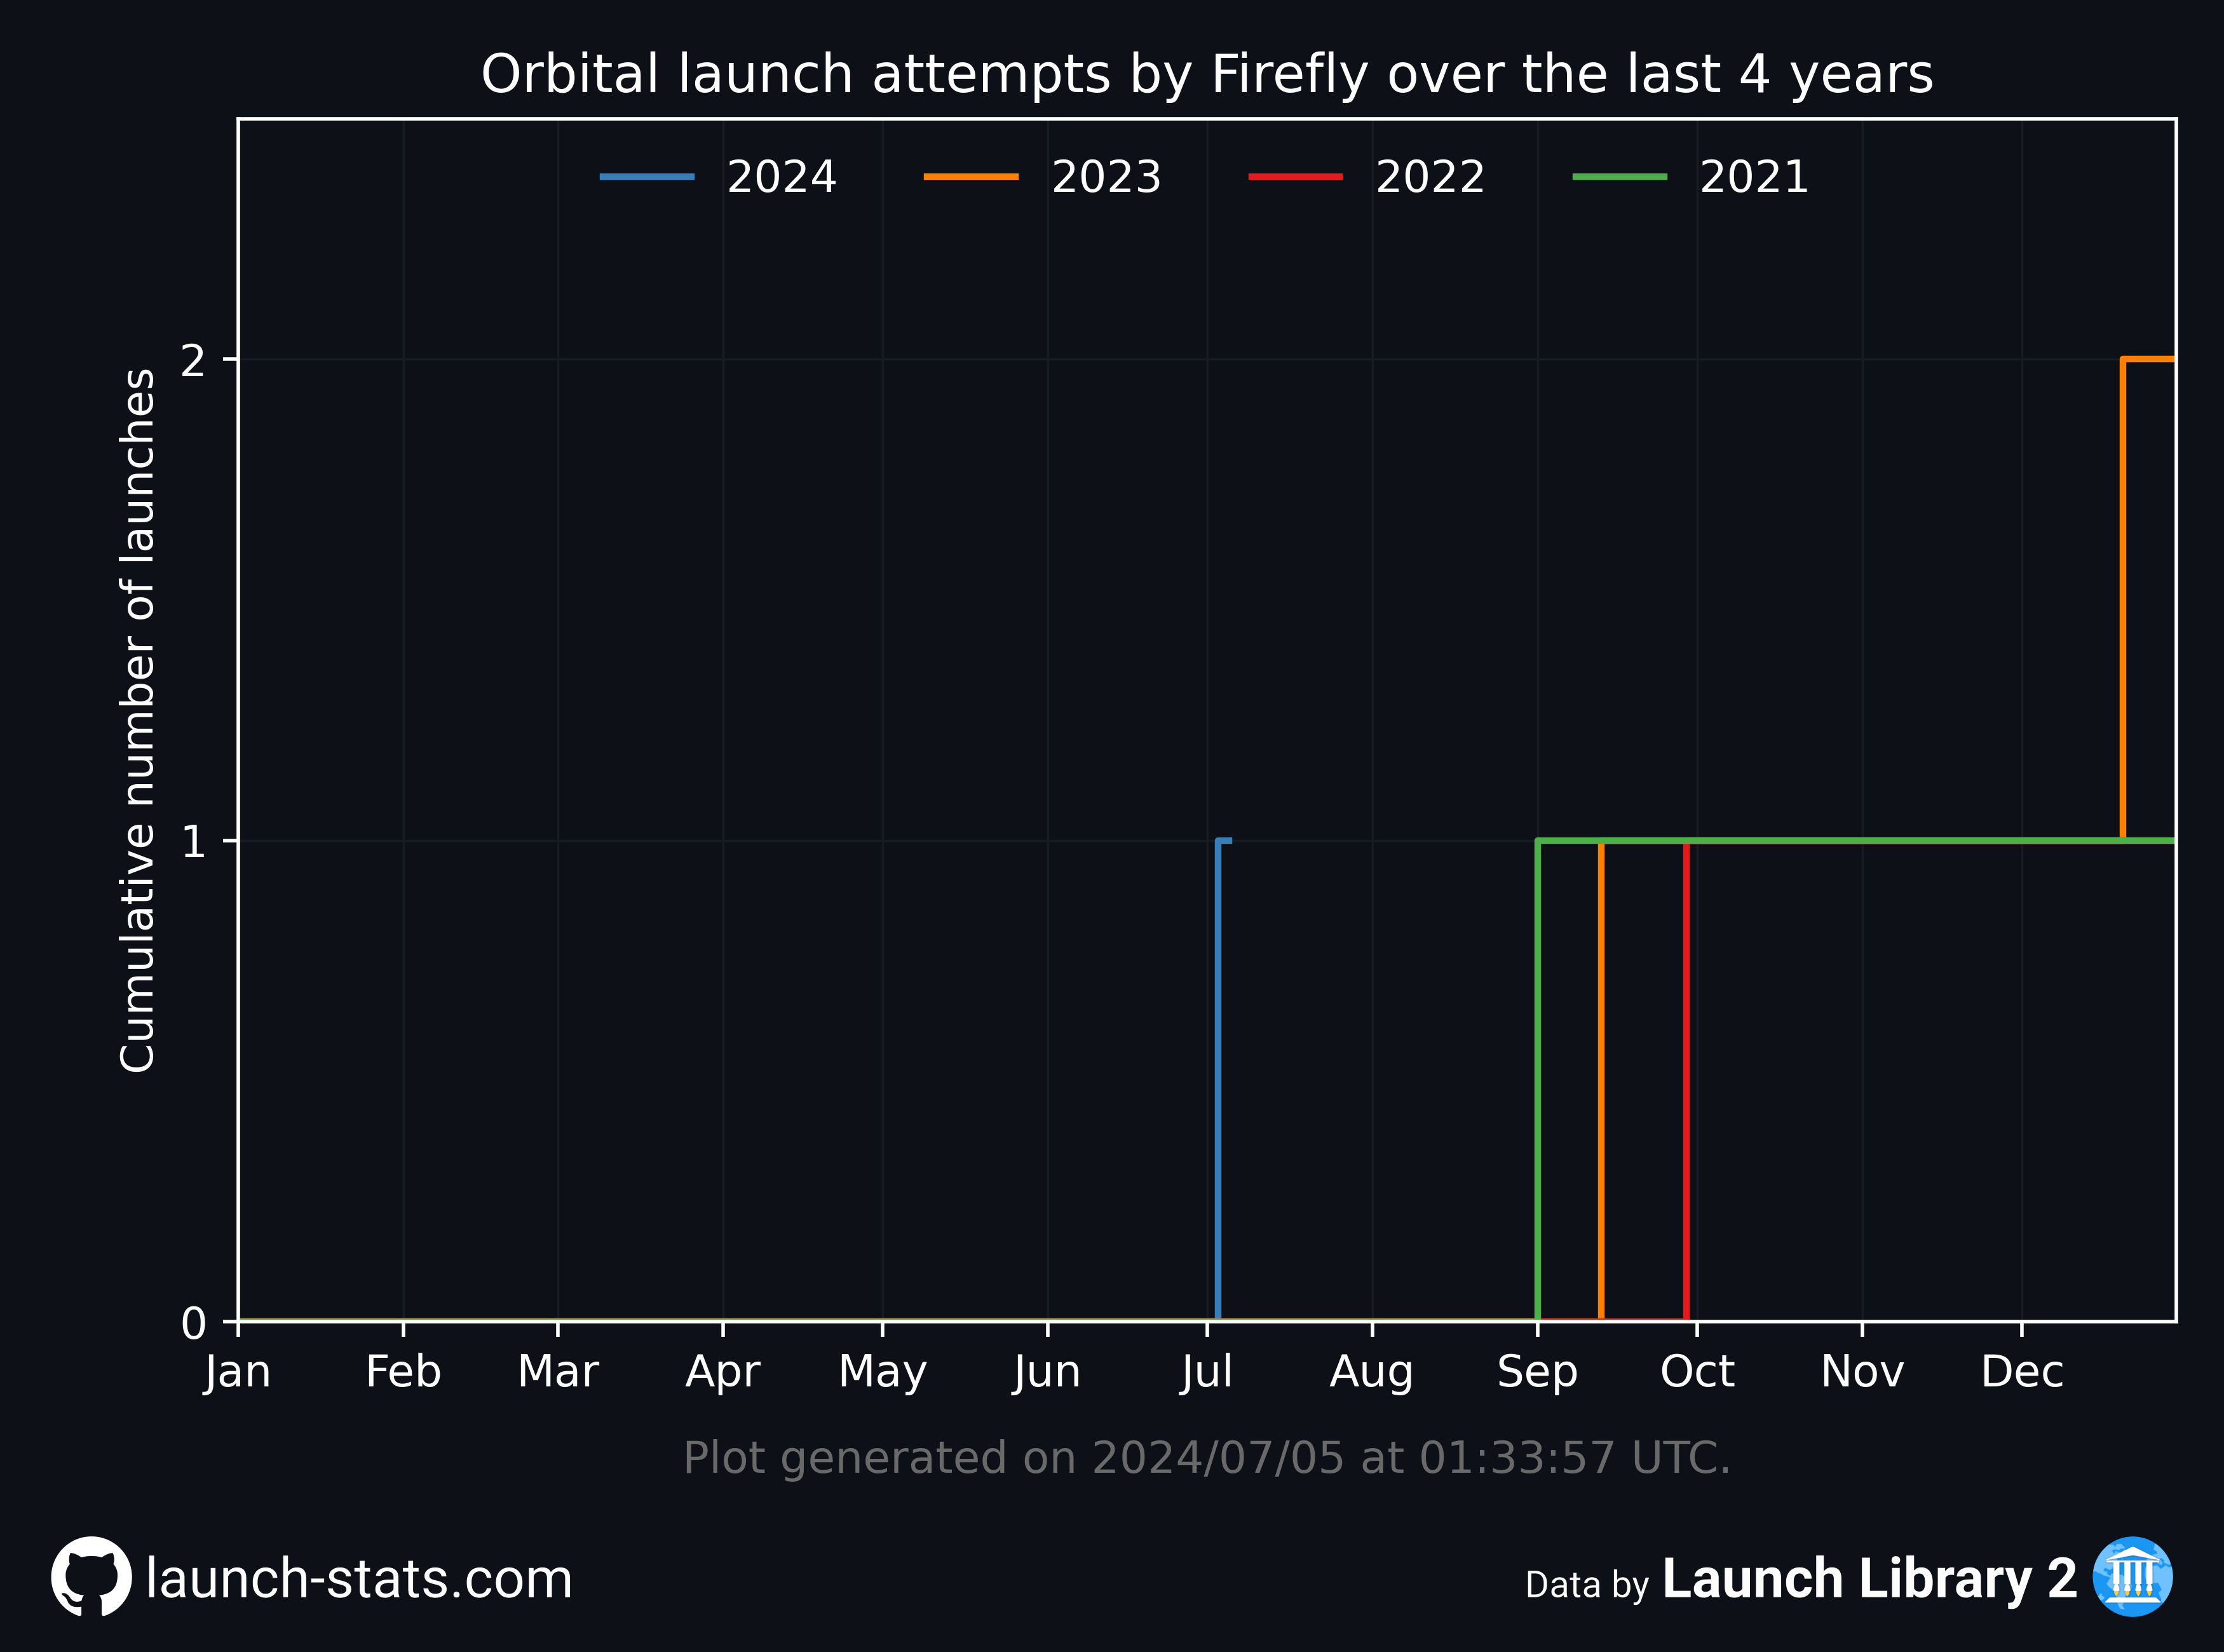 Orbital launch attempts by Firefly over the last 4 years
2024 2023 2022 2021
Cumulative number of launches
2
1
0
Jan Feb Mar Apr May Jun Jul Aug Sep Oct Nov Dec
Plot generated on 2024/07/05 at 01:33:57 UTC.
launch-stats.com
Data by Launch Library 2